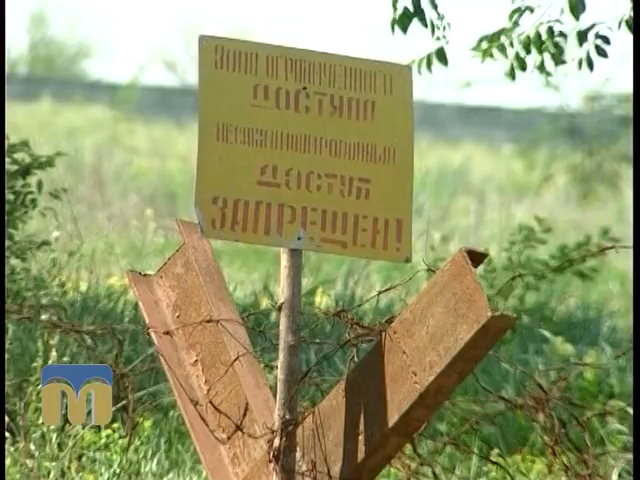 ЗОНА ОГРАНИЧЕННОГО
ДОСТУПА
НЕСАНКЦИОНИРОВАННЫЙ
ДОСТУП
ЗАПРЕЩЕН!
m